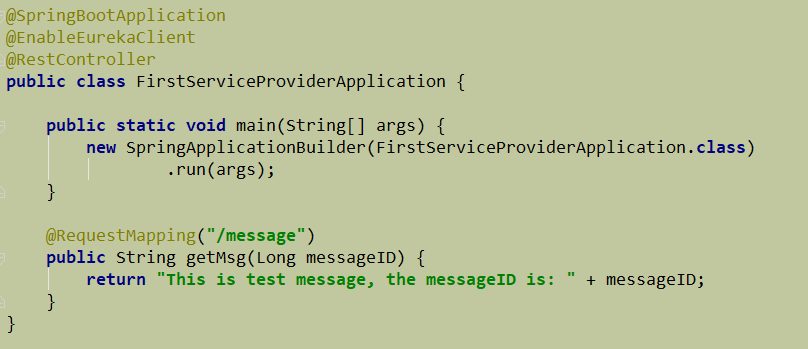 @SpringBootApplication
@EnableEurekaClient
@RestController
public class FirstServiceProviderApplication {
public static void main(String[] args) {
new SpringApplicationBuilder(FirstServiceProviderApplication.class)
.run(args);
}
@RequestMapping("/message")
public String getMsg(Long messageID) {
return "This is test message, the messageID is: " + messageID;
}
}